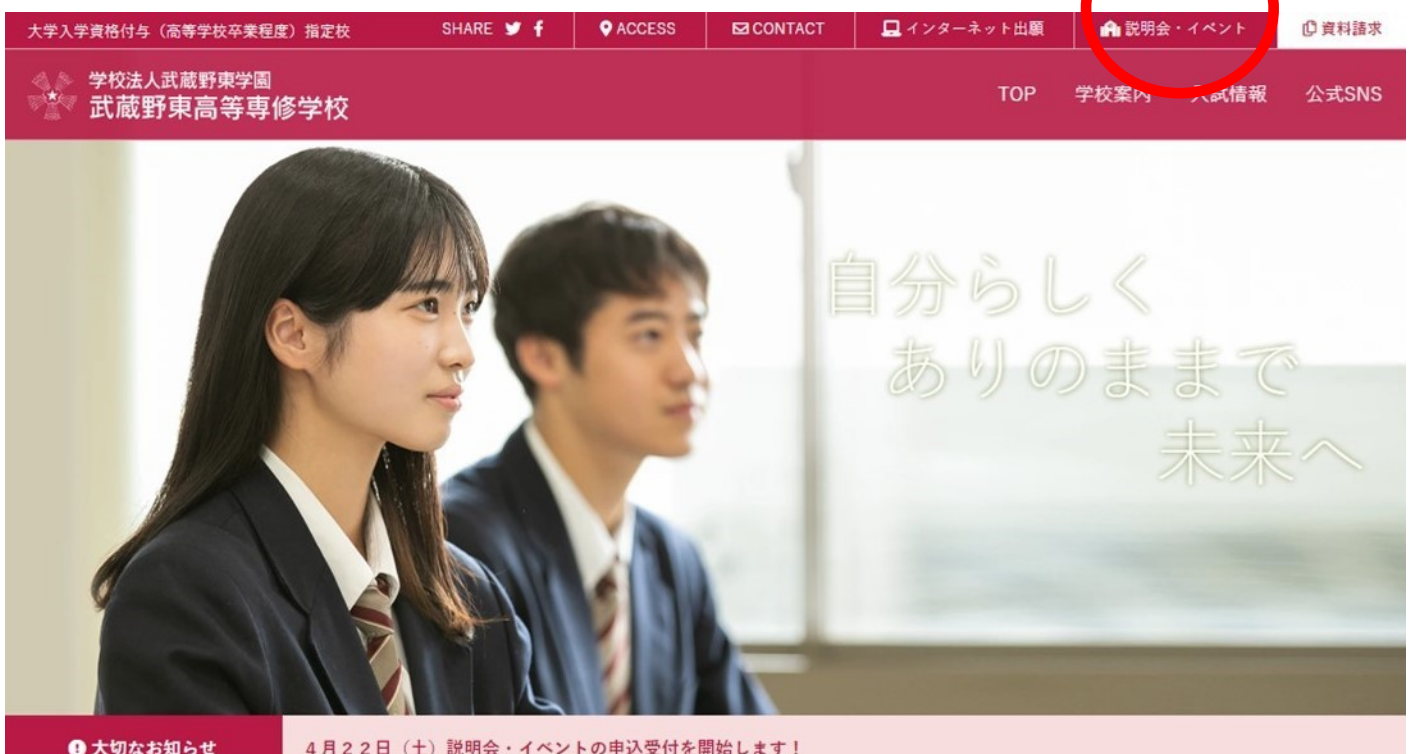 大学入学資格付与（高等学校卒業程度）指定校
SHARE
ACCESS
CONTACT
インターネット出願
説明会・イベント
資料請求
学校法人武蔵野東学園
武蔵野東高等専修学校
TOP
学校案内
入試情報
公式SNS
自分らしく
ありのままで
未来へ
大切なお知らせ
４月２２日（土）説明会・イベントの申込受付を開始します！